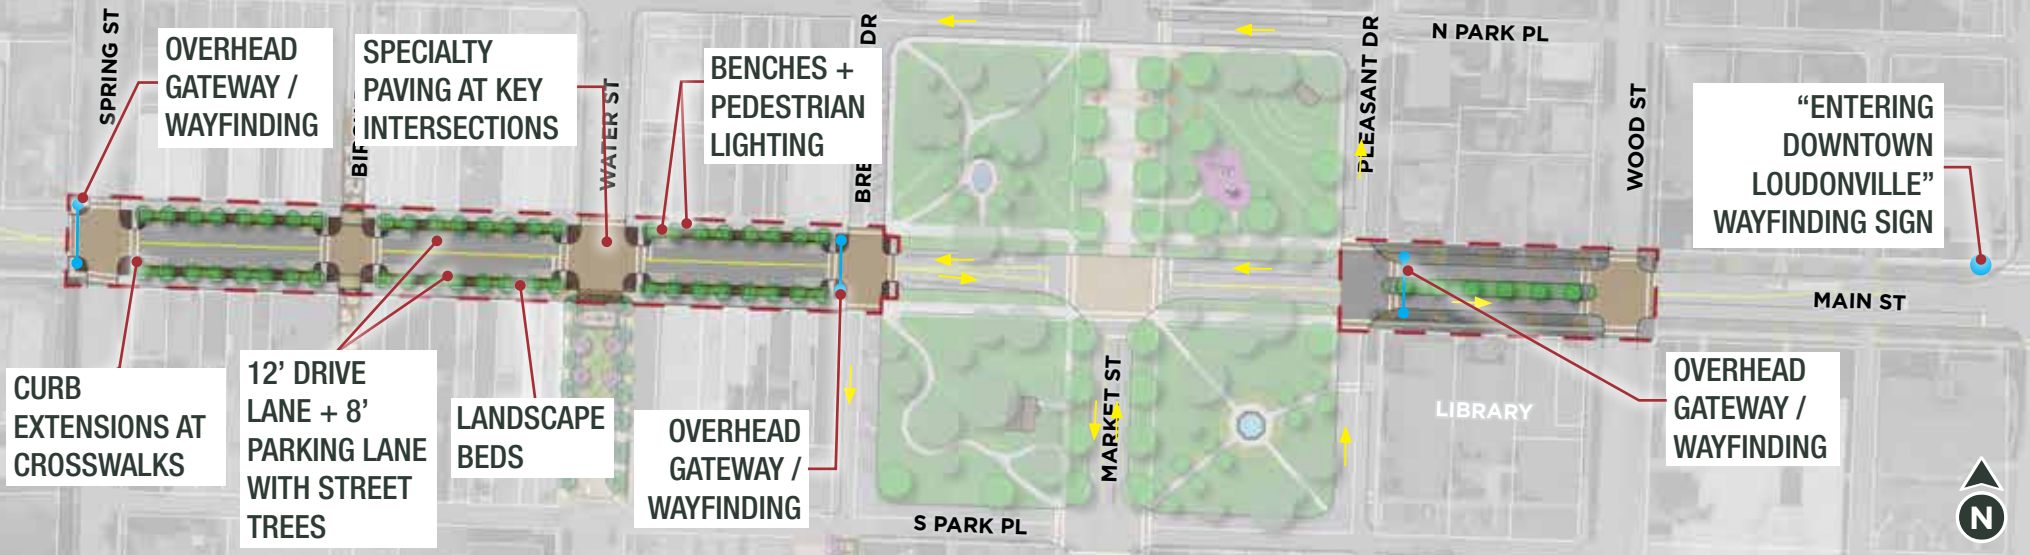 SPRING ST
OVERHEAD
GATEWAY /
WAYFINDING
SPECIALTY
PAVING AT KEY
INTERSECTIONS
WATER ST
BENCHES +
PEDESTRIAN
LIGHTING
DR
PLEASANT DR
N PARK PL
WOOD ST
“ENTERING
DOWNTOWN
LOUDONVILLE”
WAYFINDING SIGN
MAIN ST
CURB
EXTENSIONS AT
CROSSWALKS
12’ DRIVE
LANE + 8’
PARKING LANE
WITH STREET
TREES
LANDSCAPE
BEDS
OVERHEAD
GATEWAY /
WAYFINDING
S PARK PL
MARKET ST
LIBRARY
OVERHEAD
GATEWAY /
WAYFINDING
N